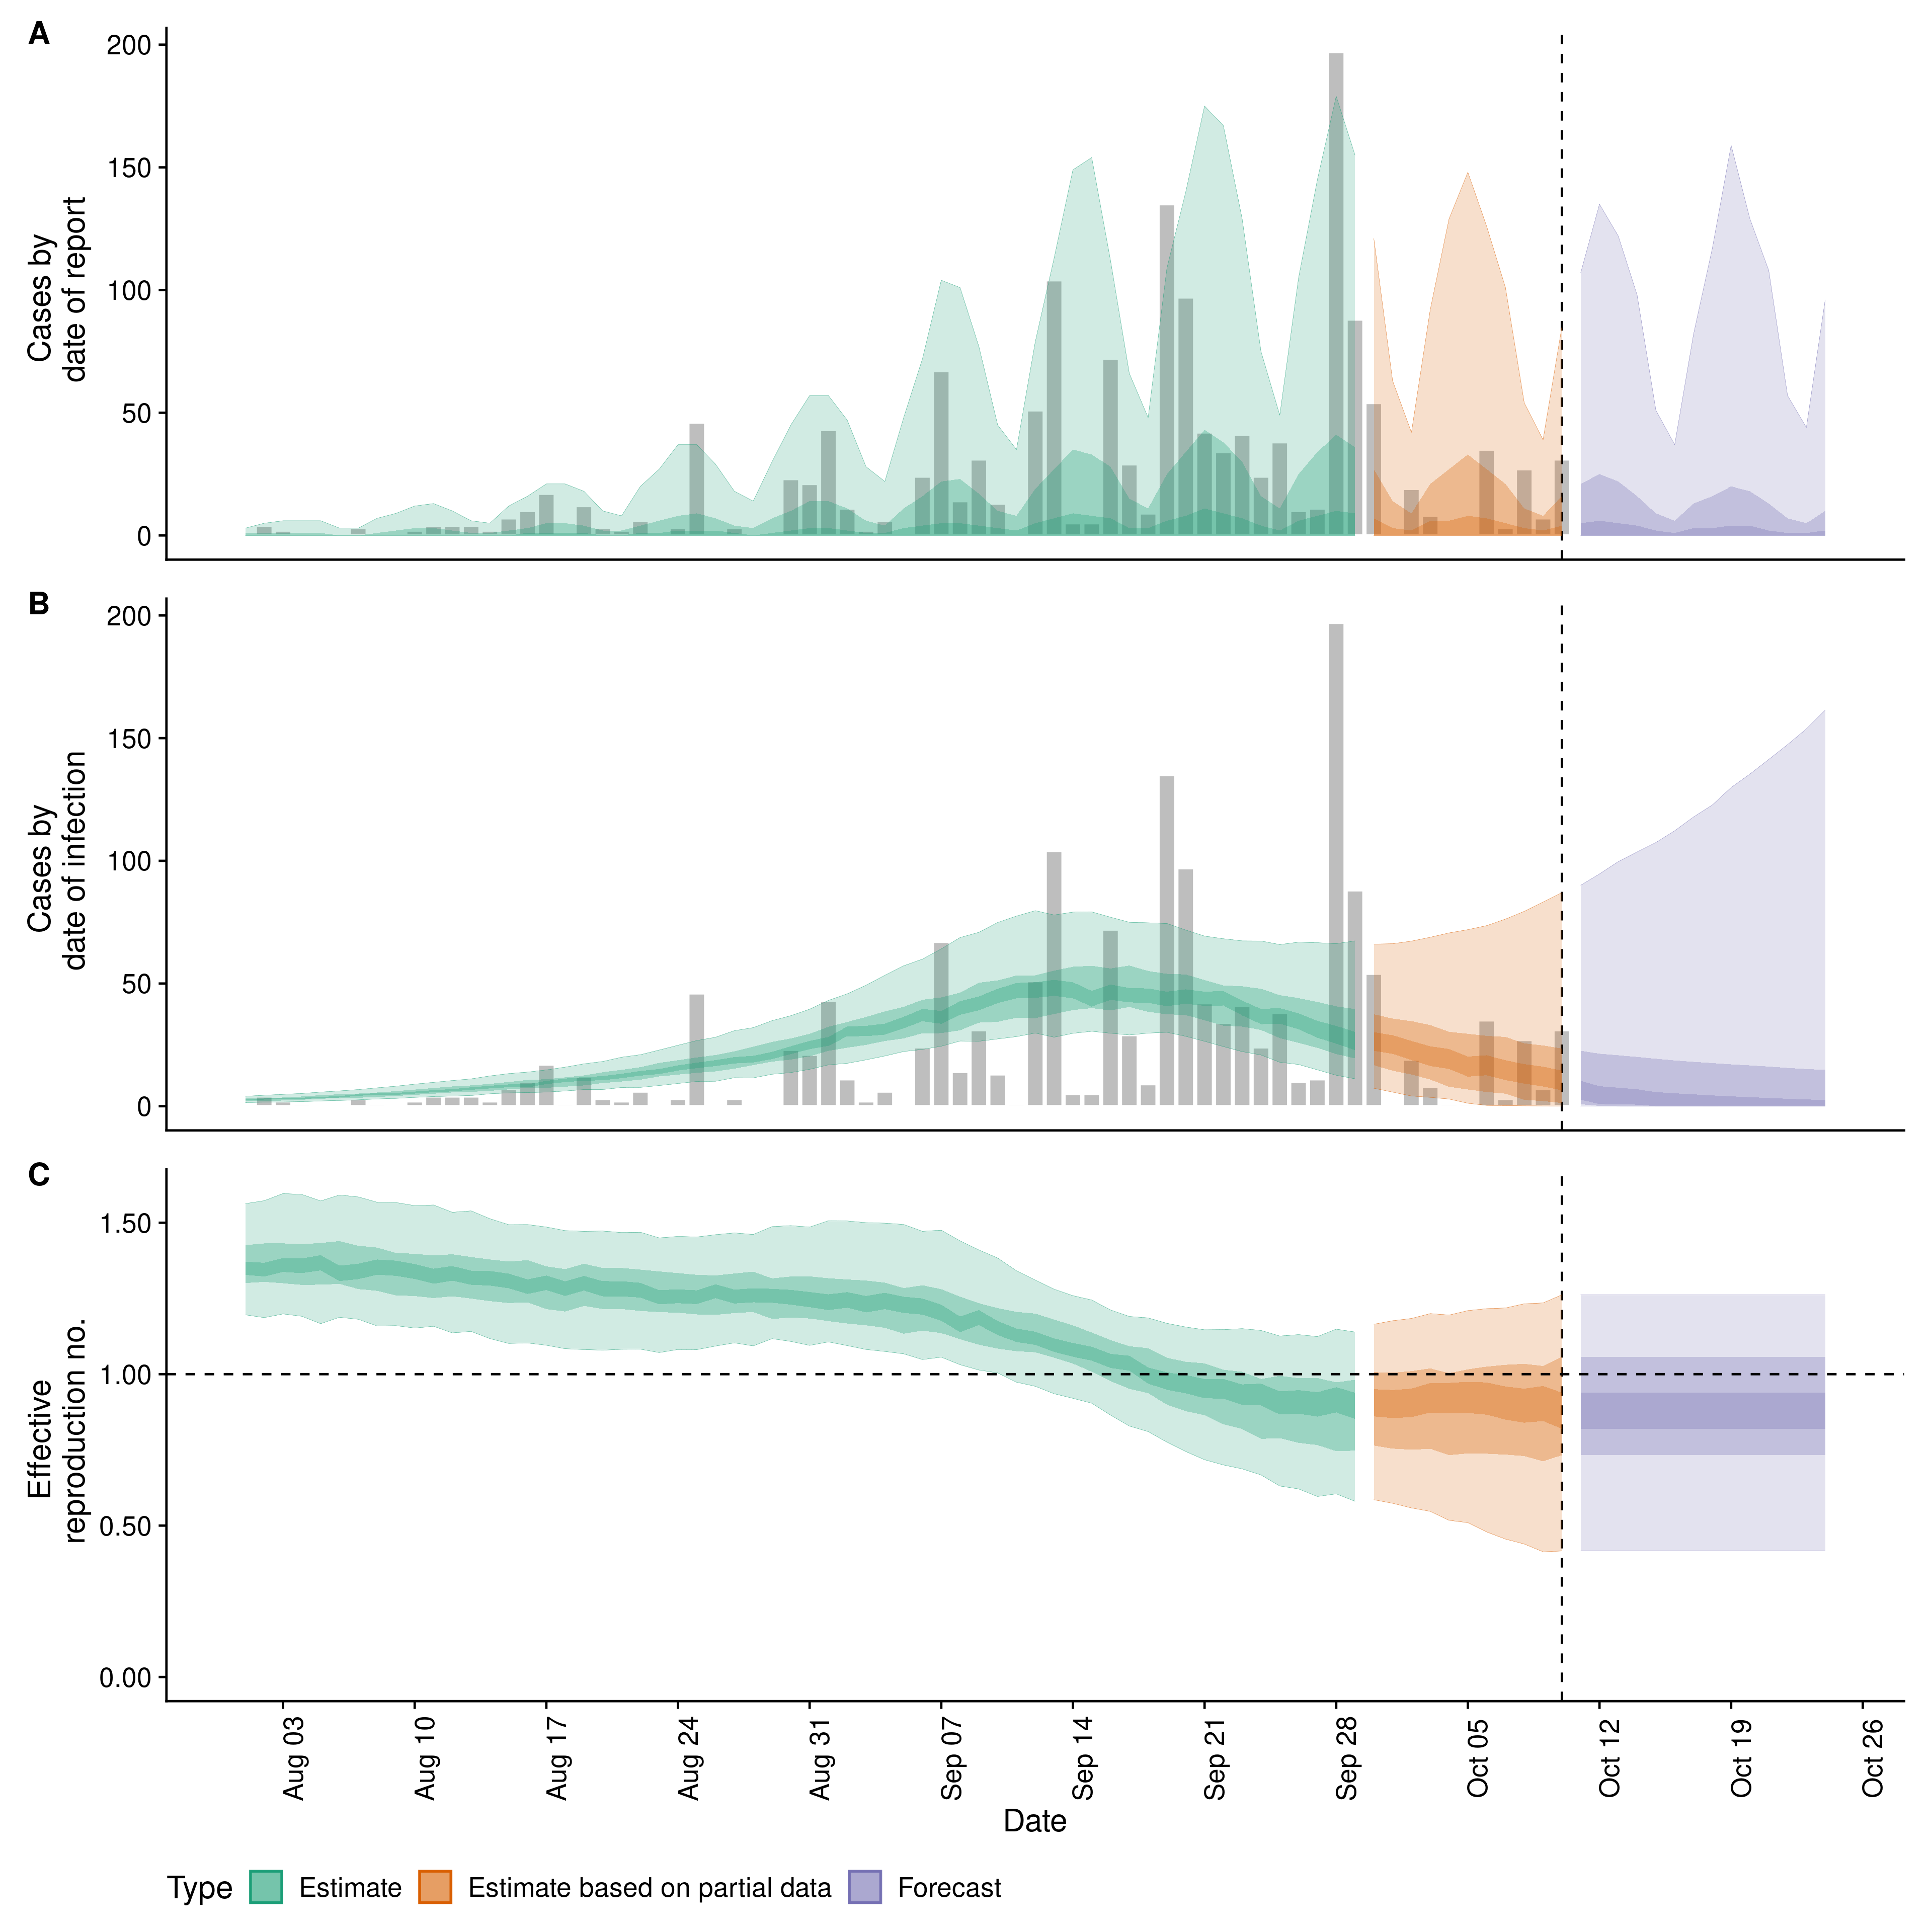 A
200
150
100
50
0
Cases by
date of report
B
200
150
100
50
0
Cases by
date of infection
C
1.50
1.00
0.50
0.00
Effective
reproduction no.
Aug 03
Aug 10
Aug 17
Aug 24
Aug 31
Sep 07
Sep 14
Sep 21
Sep 28
Oct 05
Oct 12
Oct 19
Oct 26
Date
Type Estimate Estimate based on partial data Forecast